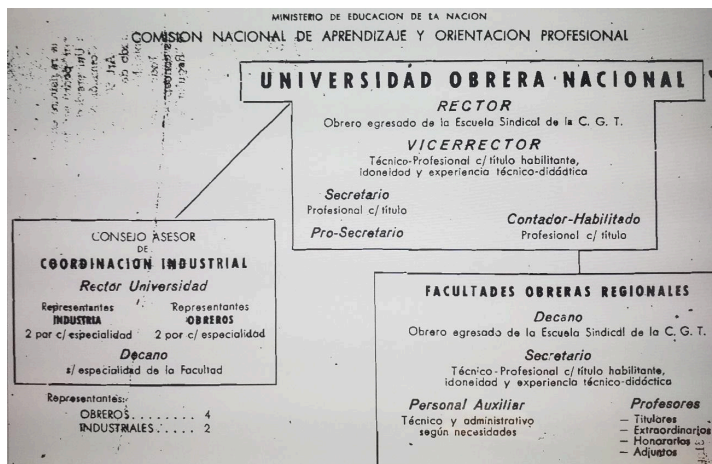 MINISTERIO DE EDUCACION DE LA NACION
COMISION NACIONAL DE APRENDIZAJE Y ORIENTACION PROFESIONAL
UNIVERSIDAD OBRERA NACIONAL
RECTOR
Obrero egresado de la Escuela Sindical de la C. G. T.
VICERRECTOR
Técnico-Profesional c/ título habilitante,
idoneidad y experiencia técnico-didáctica
Secretario
Profesional c/ título
Pro-Secretario
Contador-Habilitado
Profesional c/ título
CONSEJO ASESOR
DE
COORDINACION INDUSTRIAL
Rector Universidad
Representantes
INDUSTRIA
2 por c/especialidad
Representantes
OBREROS
2 por c/especialidad
Decano
s/especialidad de la Facultad
Representantes:
OBREROS........ 4
INDUSTRIALES..... 2
FACULTADES OBRERAS REGIONALES
Decano
Obrero egresado de la Escuela Sindical de la C. G. T.
Secretario
Técnico-Profesional c/ título habilitante,
idoneidad y experiencia técnico-didáctica
Personal Auxiliar
Técnico y administrativo
según necesidades
Profesores
— Titulares
— Extraordinarios
— Honorarios
— Adjuntos